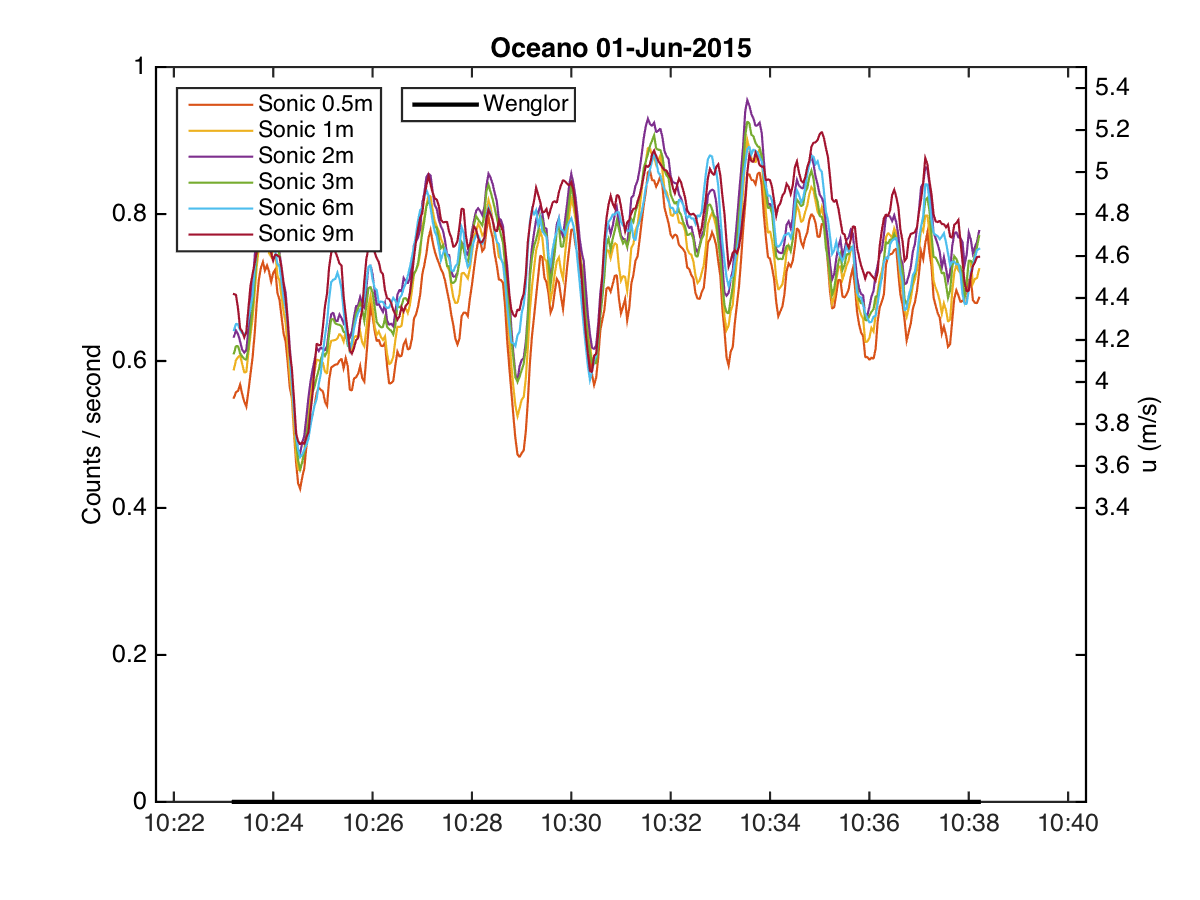 Oceano 01-Jun-2015
Sonic 0.5m
Sonic 1m
Sonic 2m
Sonic 3m
Sonic 6m
Sonic 9m
Wenglor
Counts / second
1
0.8
0.6
0.4
0.2
0
5.4
5.2
5
4.8
4.6
4.4
4.2
4
3.8
3.6
3.4
u (m/s)
10:22 10:24 10:26 10:28 10:30 10:32 10:34 10:36 10:38 10:40